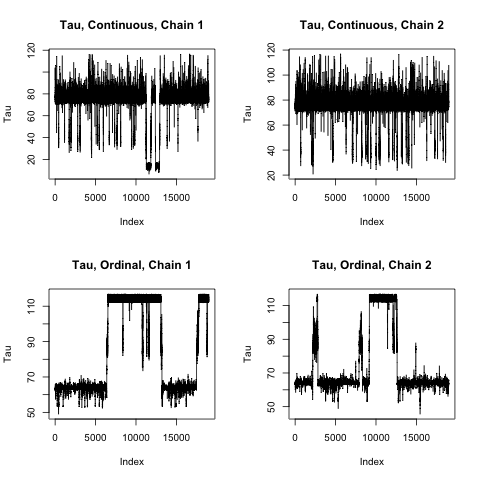 Tau, Continuous, Chain 1
Tau
120
80
60
40
20
0
5000
10000
15000
Index
Tau, Continuous, Chain 2
Tau
120
100
80
60
40
20
0
5000
10000
15000
Index
Tau, Ordinal, Chain 1
Tau
110
90
70
50
0
5000
10000
15000
Index
Tau, Ordinal, Chain 2
Tau
110
90
70
50
0
5000
10000
15000
Index